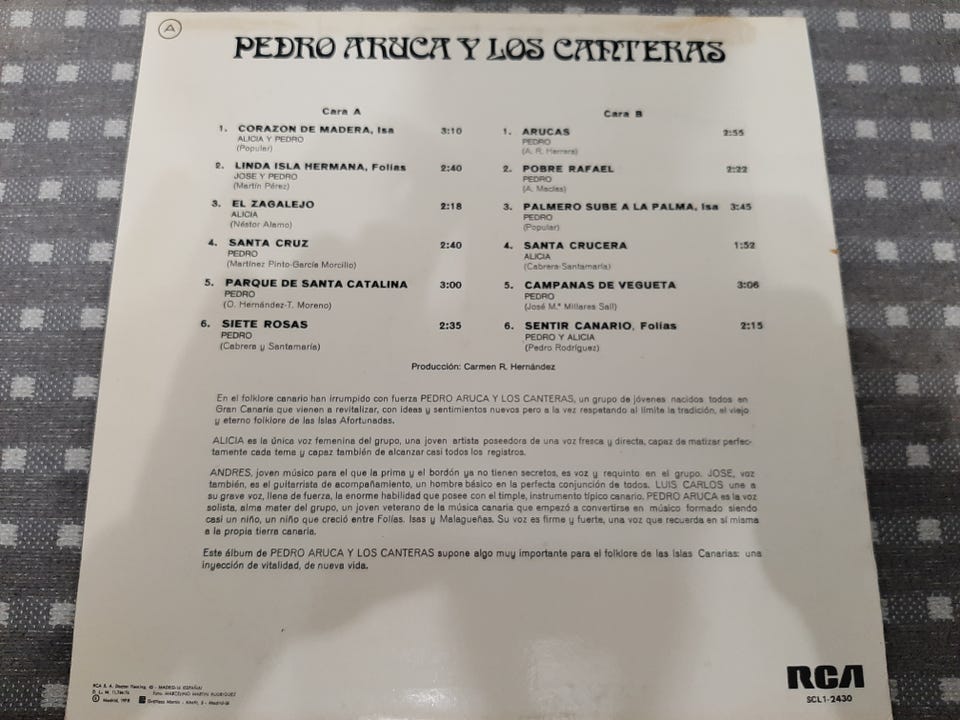 A
PEDRO ARUCA Y LOS CANTERAS
Cara A
1. CORAZON DE MADERA, Isa 3:10
ALICIA Y PEDRO
(Popular)
2. LINDA ISLA HERMANA, Folías 2:40
JOSE Y PEDRO
(Martín Pérez)
3. EL ZAGALEJO 2:18
ALICIA
(Néstor Alamo)
4. SANTA CRUZ 2:40
PEDRO
(Martínez Pinto-García Morcillo)
5. PARQUE DE SANTA CATALINA 3:00
PEDRO
(O. Hernández-T. Moreno)
6. SIETE ROSAS 2:35
PEDRO
(Cabrera y Santamaría)
Cara B
1. ARUCAS 2:55
PEDRO
(A. R. Herrera)
2. POBRE RAFAEL 2:22
PEDRO
(A. Macías)
3. PALMERO SUBE A LA PALMA, Isa 3:45
PEDRO
(Popular)
4. SANTA CRUCERA 1:52
ALICIA
(Cabrera-Santamaría)
5. CAMPANAS DE VEGUETA 3:06
PEDRO
(José M.ª Millares Sall)
6. SENTIR CANARIO, Folías 2:15
PEDRO Y ALICIA
(Pedro Rodríguez)
Producción: Carmen R. Hernández
En el folklore canario han irrumpido con fuerza PEDRO ARUCA Y LOS CANTERAS, un grupo de jóvenes nacidos todos en
Gran Canaria que vienen a revitalizar, con ideas y sentimientos nuevos pero a la vez respetando al límite la tradición, el viejo
y eterno folklore de las Islas Afortunadas.
ALICIA es la única voz femenina del grupo, una joven artista poseedora de una voz fresca y directa, capaz de matizar perfec-
tamente cada tema y capaz también de alcanzar casi todos los registros.
ANDRES, joven músico para el que la prima y el bordón ya no tienen secretos, es voz y requinto en el grupo. JOSE, voz
también, es el guitarrista de acompañamiento, un hombre básico en la perfecta conjunción de todos. LUIS CARLOS une a
su grave voz, llena de fuerza, la enorme habilidad que posee con el timple, instrumento típico canario. PEDRO ARUCA es la voz
solista, alma mater del grupo, un joven veterano de la música canaria que empezó a convertirse en músico formado siendo
casi un niño, un niño que creció entre Folías, Isas y Malagueñas. Su voz es firme y fuerte, una voz que recuerda en sí misma
a la propia tierra canaria.
Este álbum de PEDRO ARUCA Y LOS CANTERAS supone algo muy importante para el folklore de las Islas Canarias: una
inyección de vitalidad, de nueva vida.
RCA S. A. Doctor Fleming, - MADRID-16 (ESPAÑA)
D. L. M.
Foto: MARCELINO MARTIN RODRIGUEZ
Madrid, 1978
Gráficas Martín -
RCA
SCL1-2430